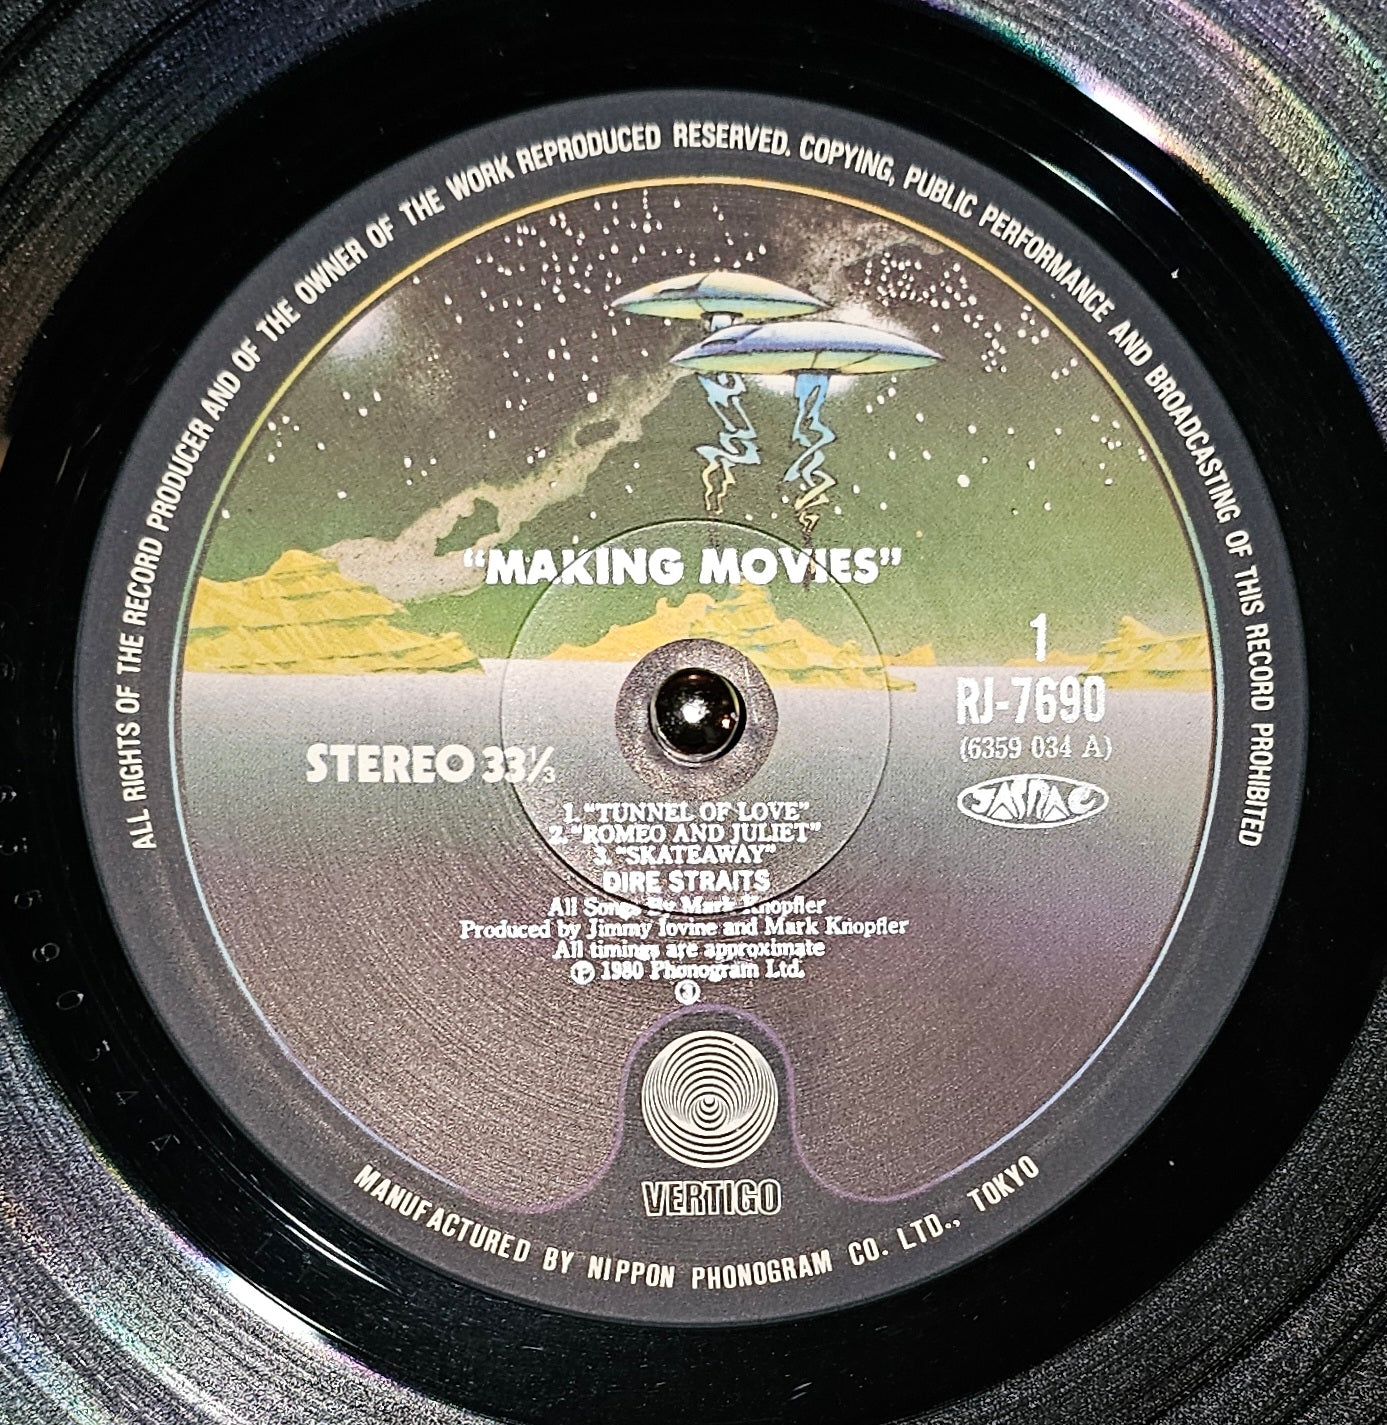 ALL RIGHTS OF THE RECORD PRODUCER AND OF THE OWNER OF THE WORK REPRODUCED RESERVED. COPYING, PUBLIC PERFORMANCE AND BROADCASTING OF THIS RECORD PROHIBITED
“MAKING MOVIES”
1
RJ-7690
(6359 034 A)
JASRAC
STEREO 33⅓
1. “TUNNEL OF LOVE”
2. “ROMEO AND JULIET”
3. “SKATEAWAY”
DIRE STRAITS
All Songs By Mark Knopfler
Produced by Jimmy Iovine and Mark Knopfler
All timings are approximate
Ⓟ 1980 Phonogram Ltd.
VERTIGO
MANUFACTURED BY NIPPON PHONOGRAM CO. LTD., TOKYO